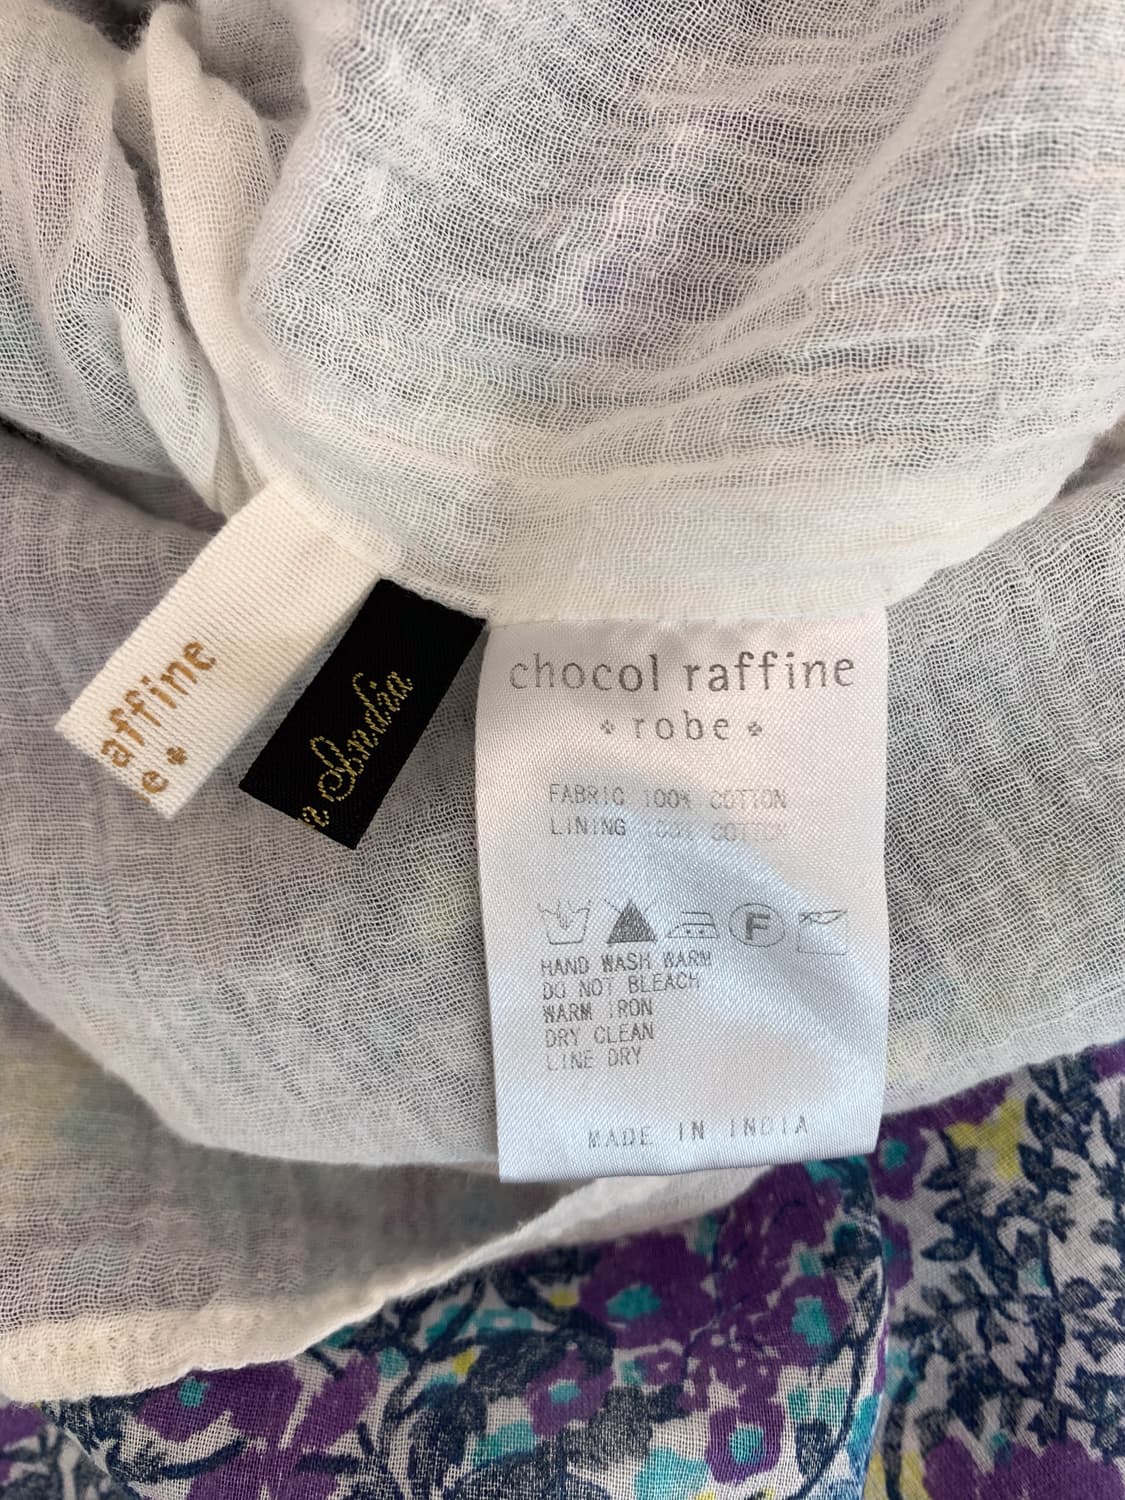 affine
e
India
chocol raffine
robe
FABRIC 100% COTTON
LINING 100% COTTON
F
HAND WASH WARM
DO NOT BLEACH
WARM IRON
DRY CLEAN
LINE DRY
MADE IN INDIA